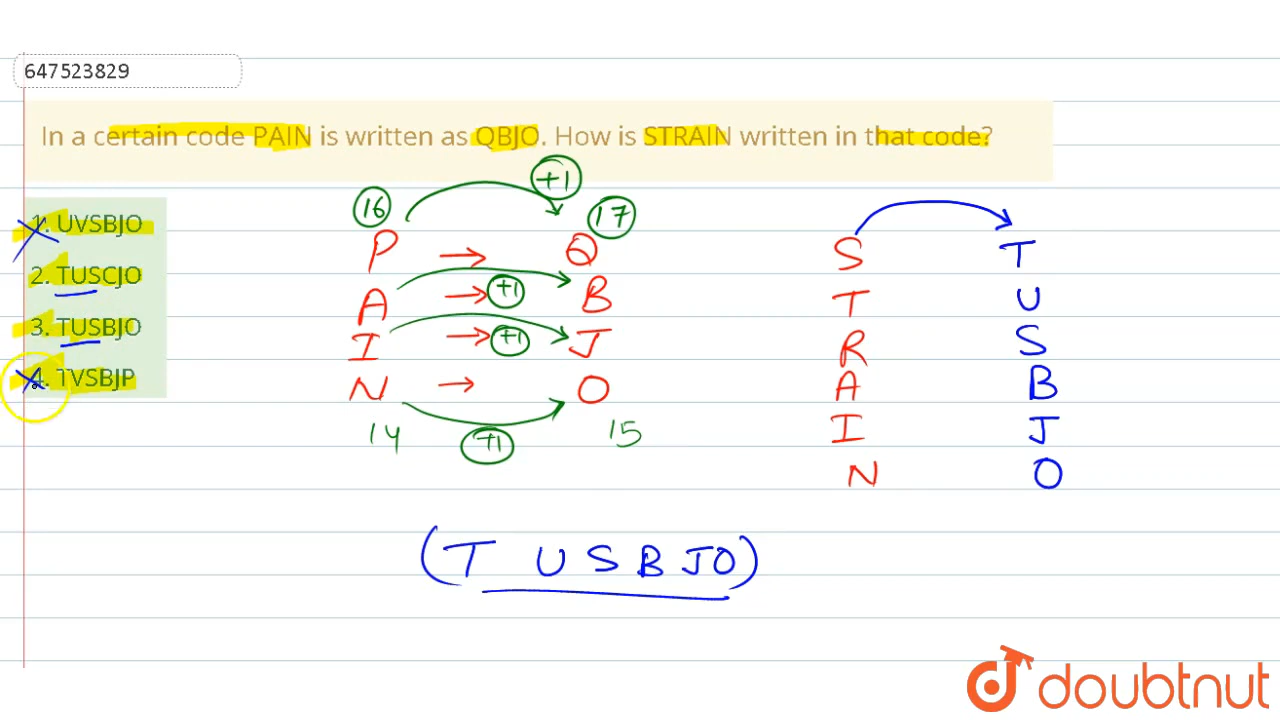 647523829
In a certain code PAIN is written as QBJO. How is STRAIN written in that code?
1. UVSBJO
2. TUSCJO
3. TUSBJO
4. TVSBJP
+1
16 17
P → Q
A → +1 B
I → +1 J
N → O
14 +1 15
S T
T U
R S
A B
I J
N O
(T U S B J O)
doubtnut